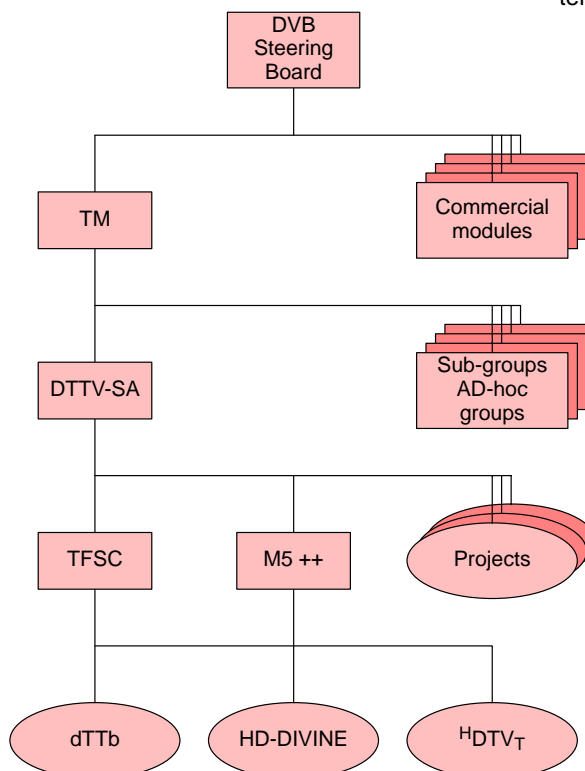 DVB
Steering
Board
TM
Commercial
modules
DTTV-SA
Sub-groups
AD-hoc
groups
TFSC
M5 ++
Projects
dTTb
HD-DIVINE
HDTVT